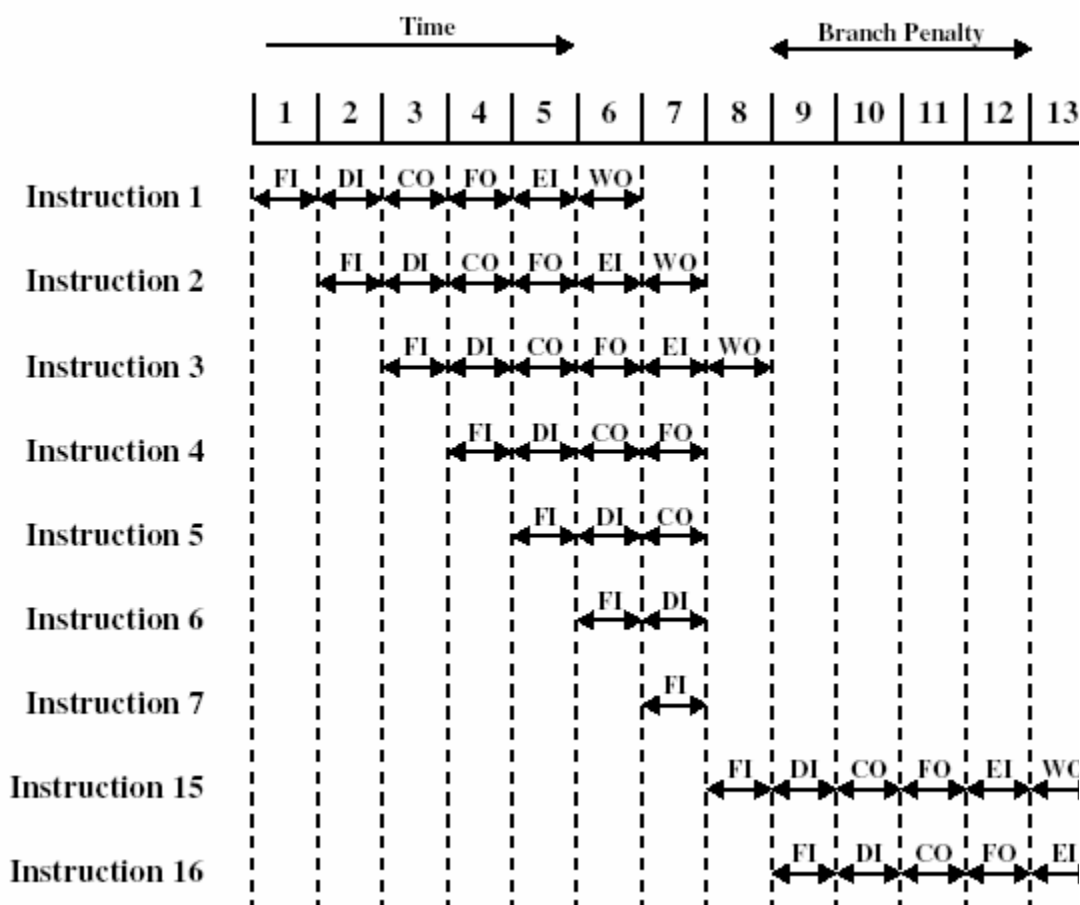 Time Branch Penalty
1 2 3 4 5 6 7 8 9 10 11 12 13
Instruction 1 FI DI CO FO EI WO
Instruction 2 FI DI CO FO EI WO
Instruction 3 FI DI CO FO EI WO
Instruction 4 FI DI CO FO
Instruction 5 FI DI CO
Instruction 6 FI DI
Instruction 7 FI
Instruction 15 FI DI CO FO EI WO
Instruction 16 FI DI CO FO EI